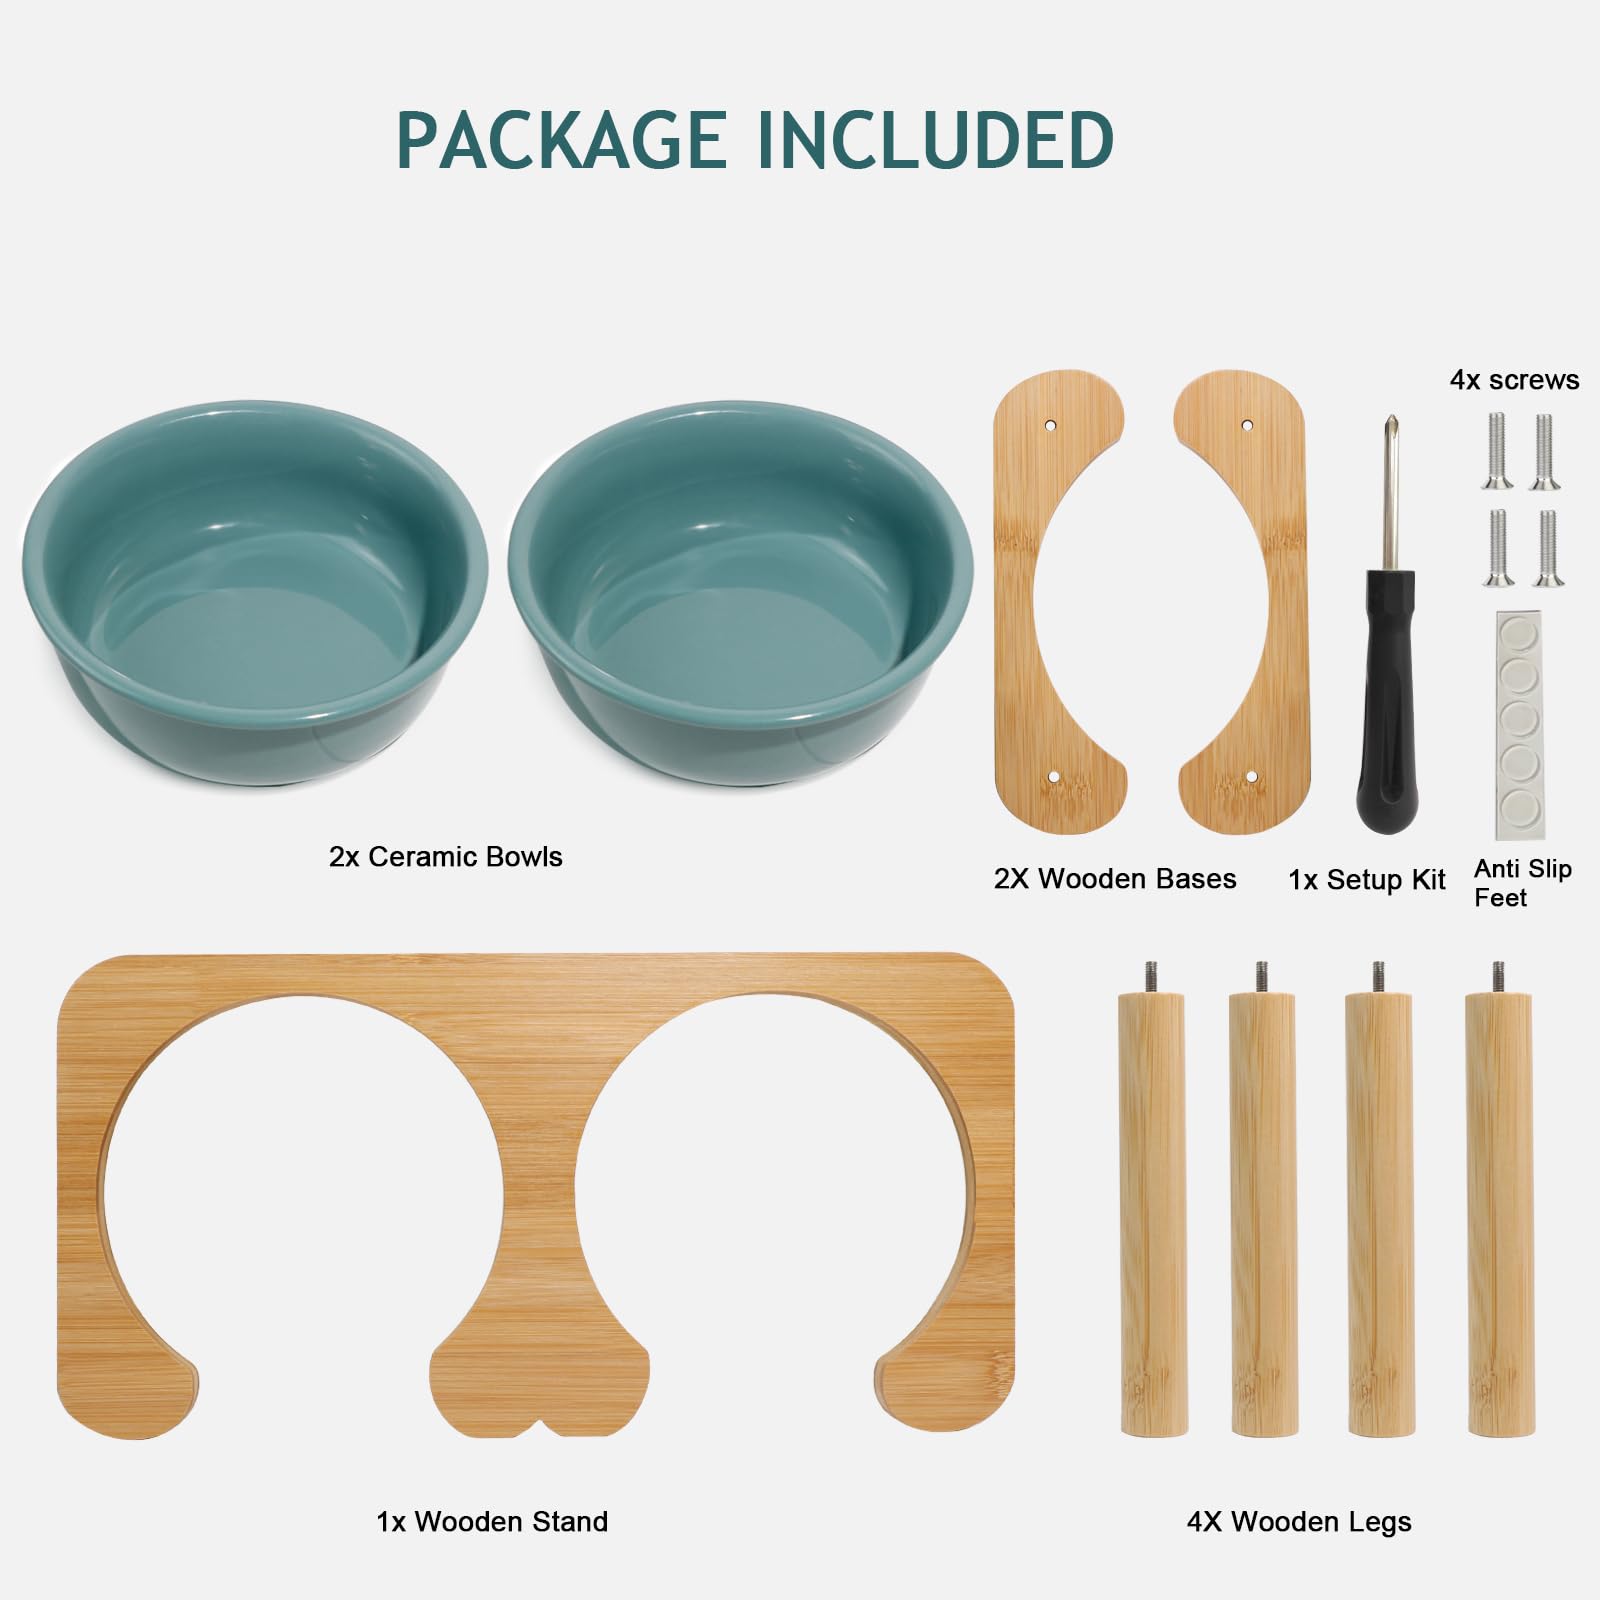 PACKAGE INCLUDED
4x screws
2x Ceramic Bowls
2X Wooden Bases
1x Setup Kit
Anti Slip
Feet
1x Wooden Stand
4X Wooden Legs